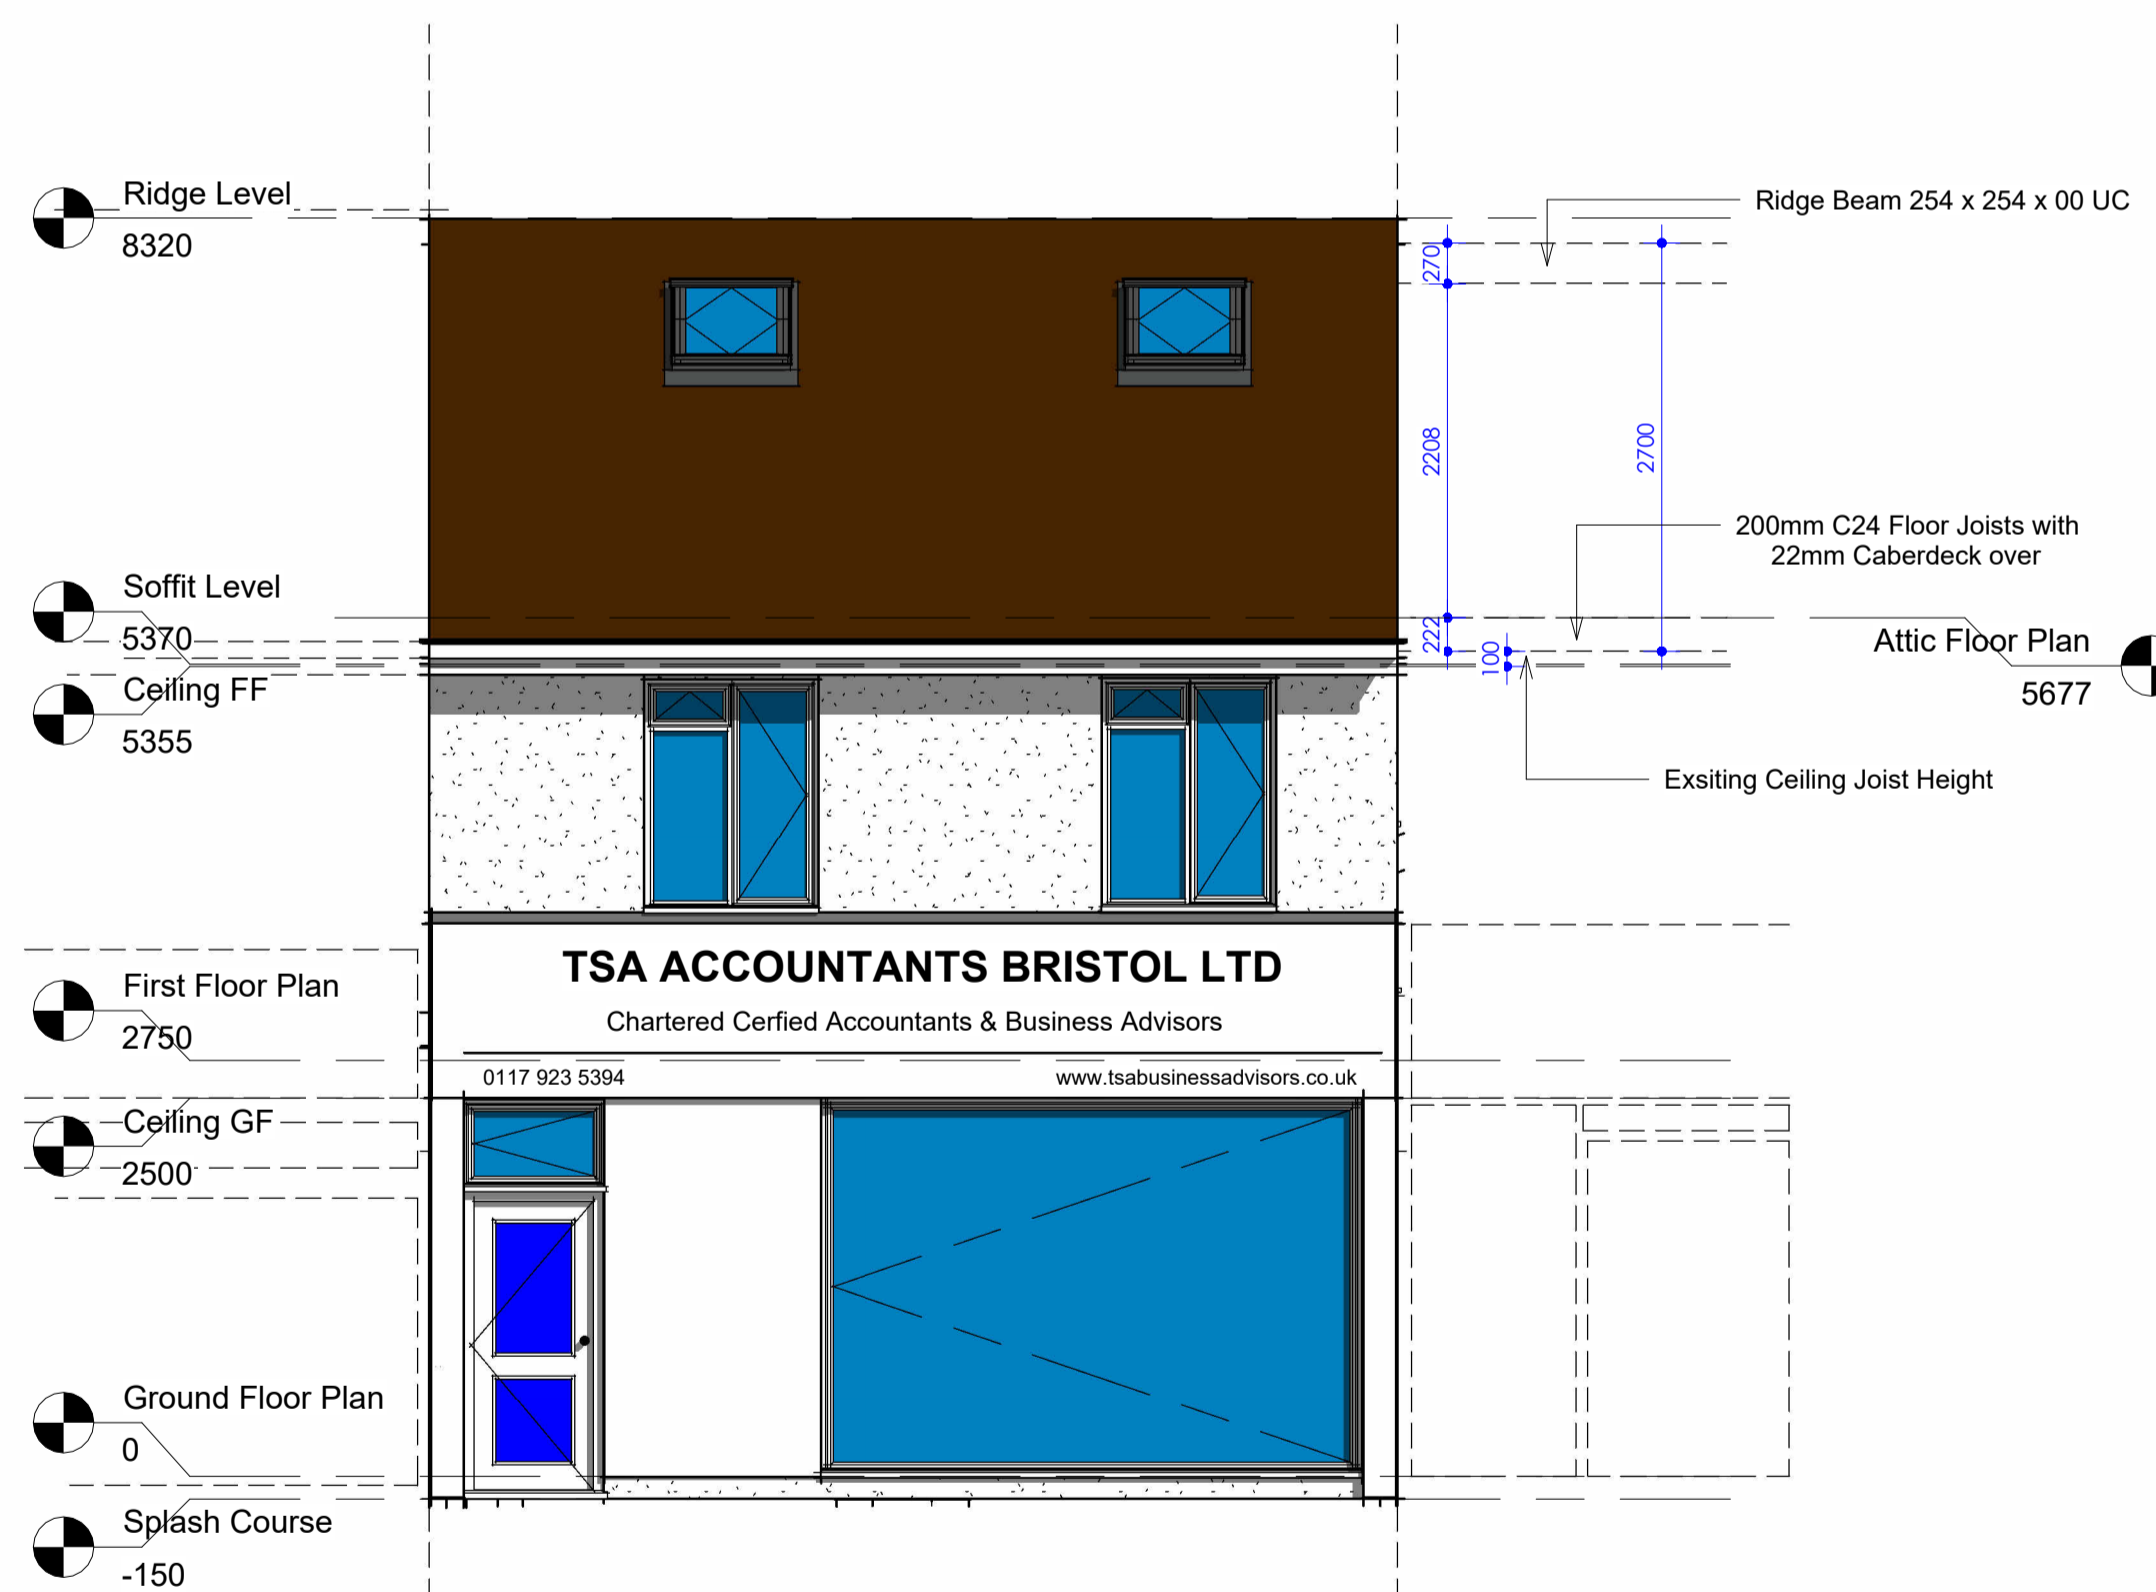 Ridge Level
8320
Ridge Beam 254 x 254 x 00 UC
270
2208
2700
200mm C24 Floor Joists with
22mm Caberdeck over
Soffit Level
5370
222
100
Attic Floor Plan
5677
Ceiling FF
5355
Exsiting Ceiling Joist Height
TSA ACCOUNTANTS BRISTOL LTD
First Floor Plan
2750
Chartered Cerfied Accountants & Business Advisors
0117 923 5394
www.tsabusinessadvisors.co.uk
Ceiling GF
2500
Ground Floor Plan
0
Splash Course
-150